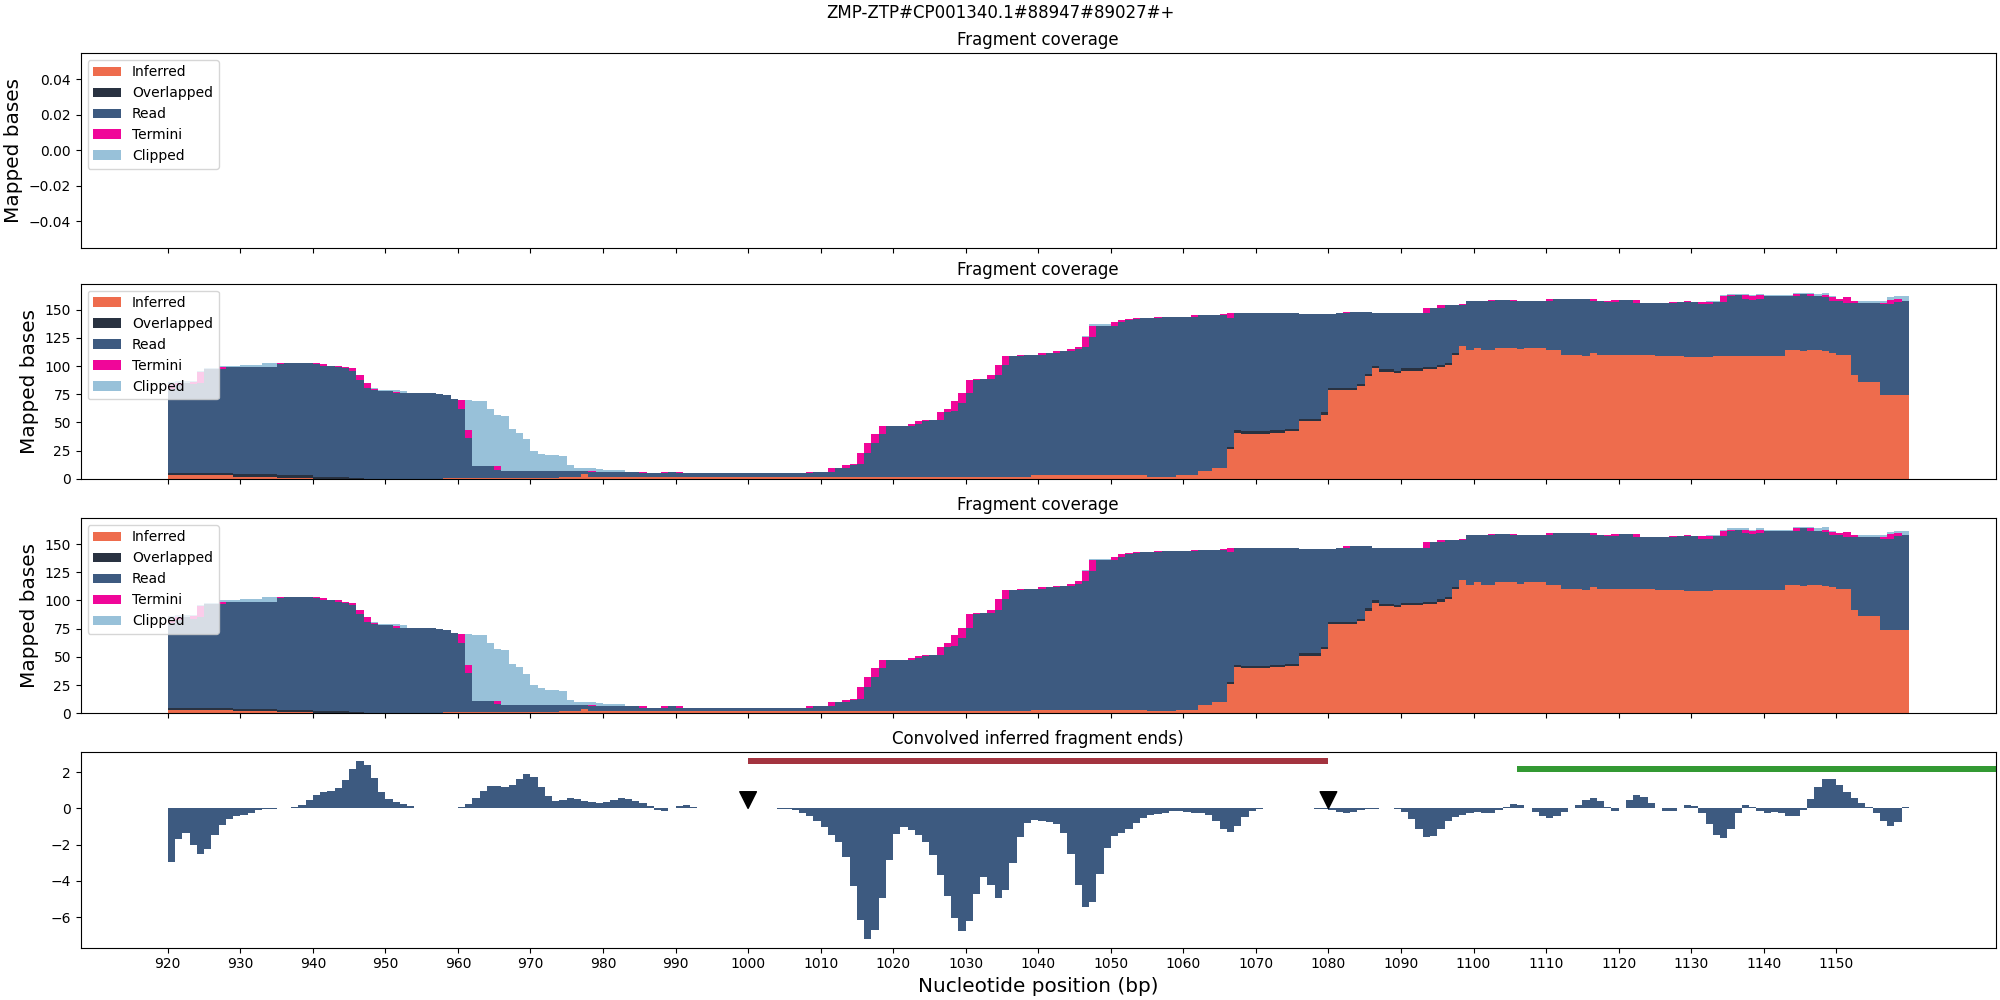 ZMP-ZTP#CP001340.1#88947#89027#+
Fragment coverage
Mapped bases
0.04
0.02
0.00
−0.02
−0.04
Inferred
Overlapped
Read
Termini
Clipped
Fragment coverage
Mapped bases
150
125
100
75
50
25
0
Inferred
Overlapped
Read
Termini
Clipped
Fragment coverage
Mapped bases
150
125
100
75
50
25
0
Inferred
Overlapped
Read
Termini
Clipped
Convolved inferred fragment ends)
2
0
−2
−4
−6
920 930 940 950 960 970 980 990 1000 1010 1020 1030 1040 1050 1060 1070 1080 1090 1100 1110 1120 1130 1140 1150
Nucleotide position (bp)